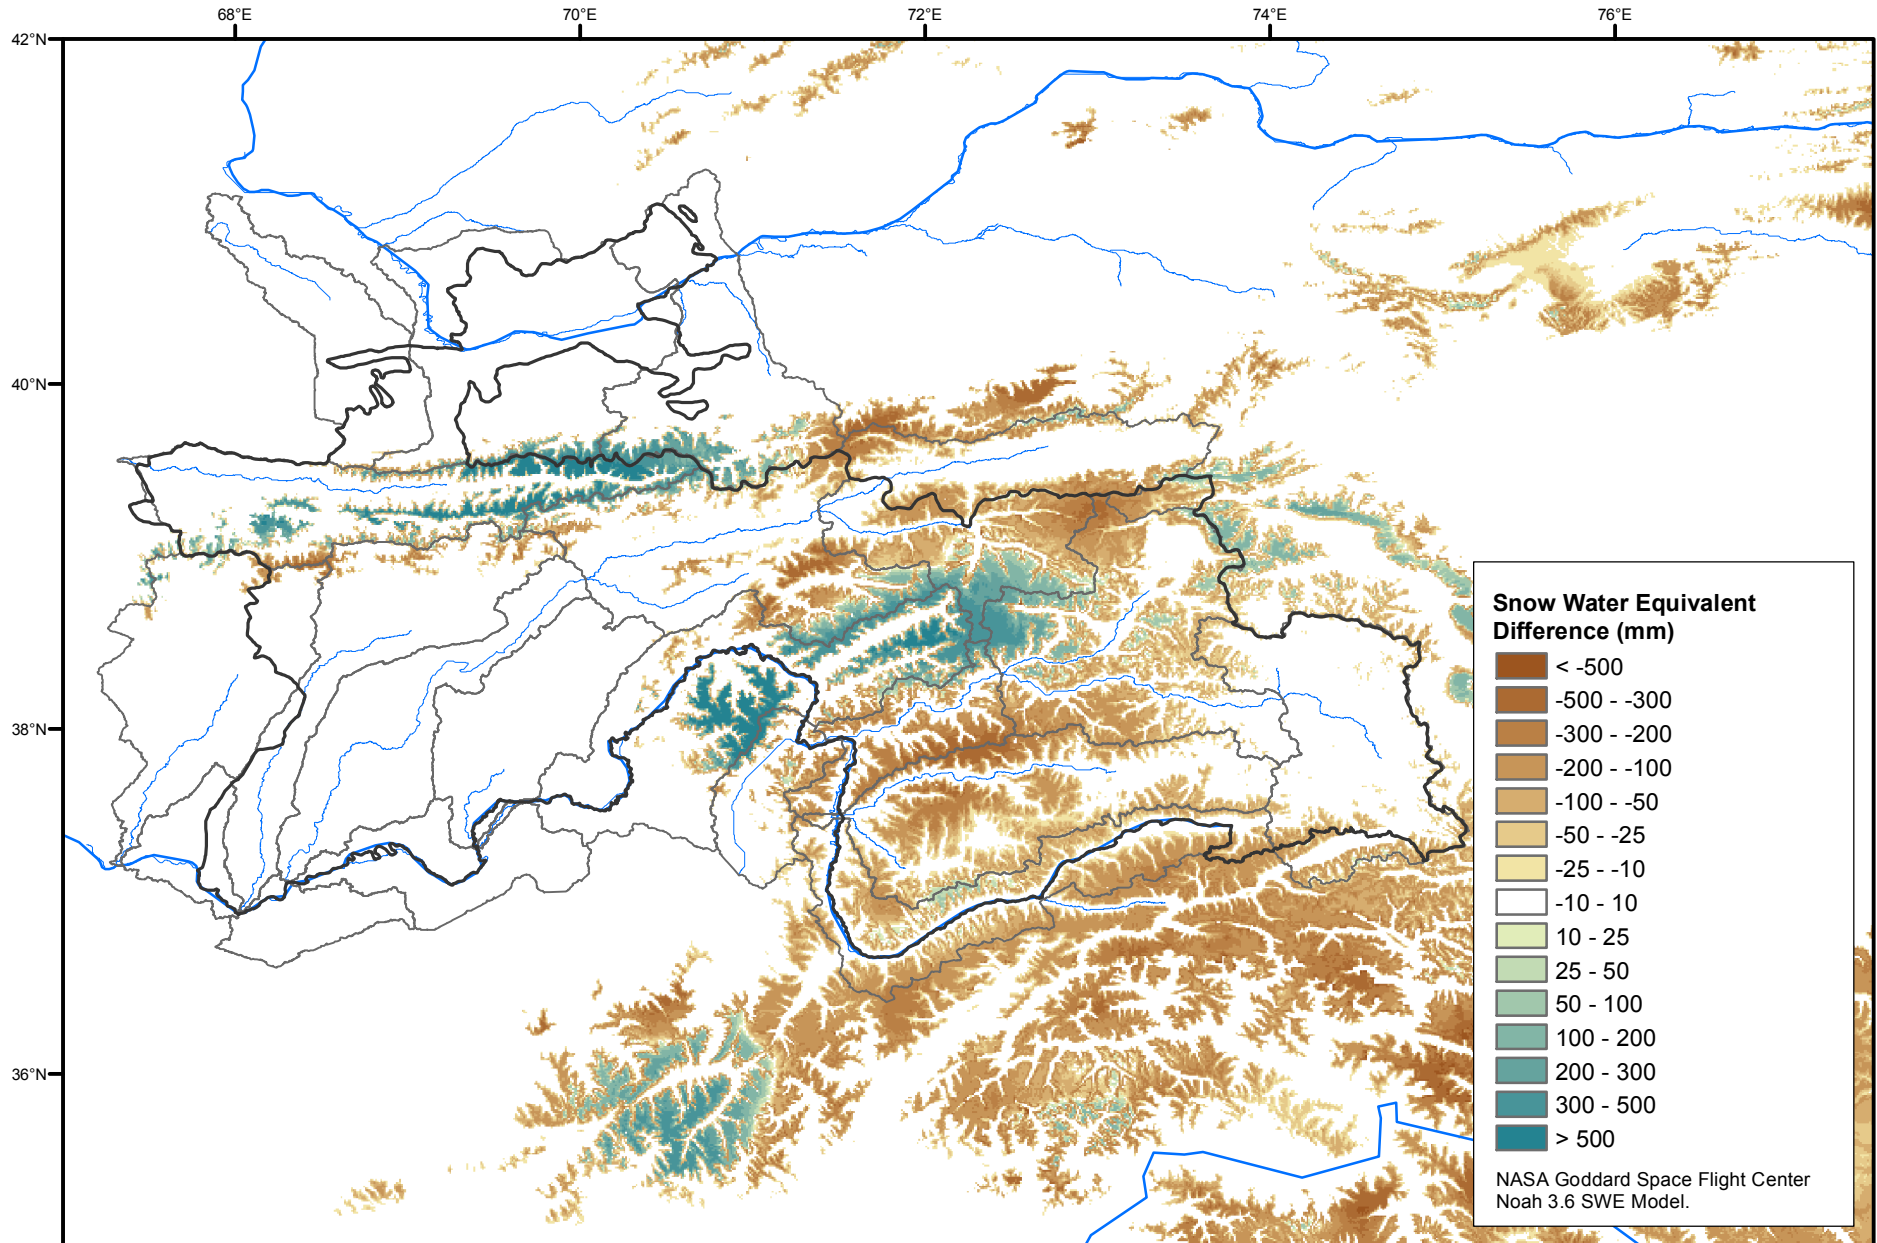 68°E 70°E 72°E 74°E 76°E
42°N
40°N
38°N
36°N
Snow Water Equivalent
Difference (mm)
< -500
-500 - -300
-300 - -200
-200 - -100
-100 - -50
-50 - -25
-25 - -10
-10 - 10
10 - 25
25 - 50
50 - 100
100 - 200
200 - 300
300 - 500
> 500
NASA Goddard Space Flight Center
Noah 3.6 SWE Model.